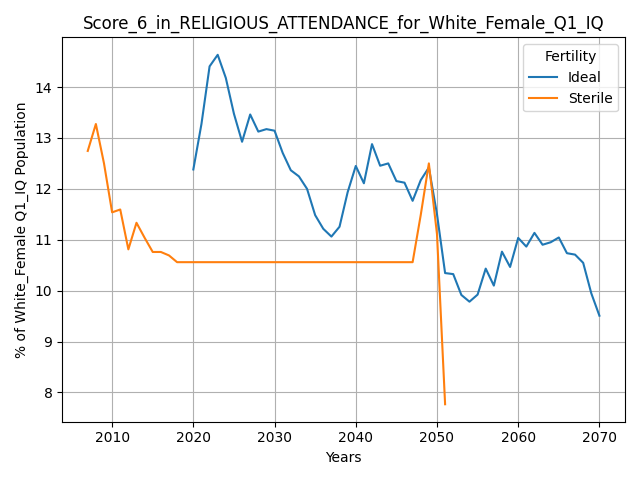 Score_6_in_RELIGIOUS_ATTENDANCE_for_White_Female_Q1_IQ
Fertility
Ideal
Sterile
% of White_Female Q1_IQ Population
14
13
12
11
10
9
8
2010 2020 2030 2040 2050 2060 2070
Years